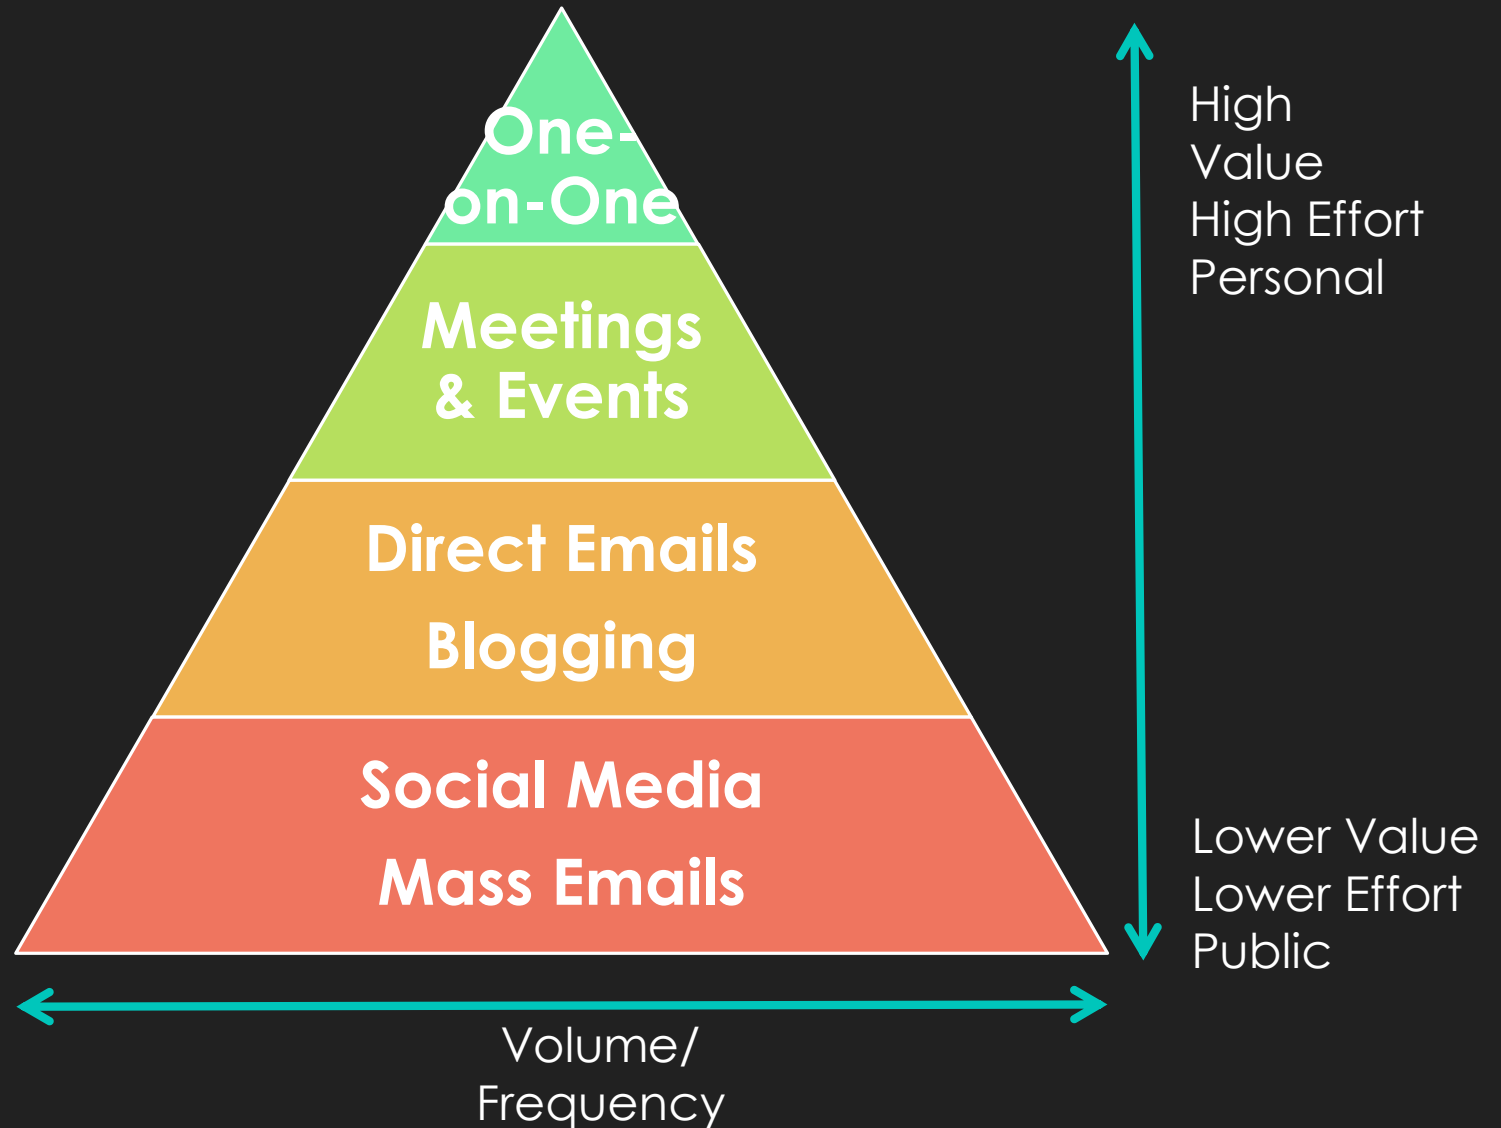 One-
on-One
Meetings
& Events
Direct Emails
Blogging
Social Media
Mass Emails
High
Value
High Effort
Personal
Lower Value
Lower Effort
Public
Volume/
Frequency